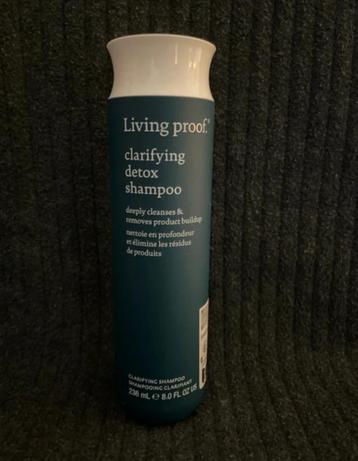 Living proof.®
clarifying
detox
shampoo
deeply cleanses &
removes product buildup
nettoie en profondeur
et élimine les résidus
de produits
CLARIFYING SHAMPOO
SHAMPOOING CLARIFIANT
236 mL ℮ 8.0 FL OZ US